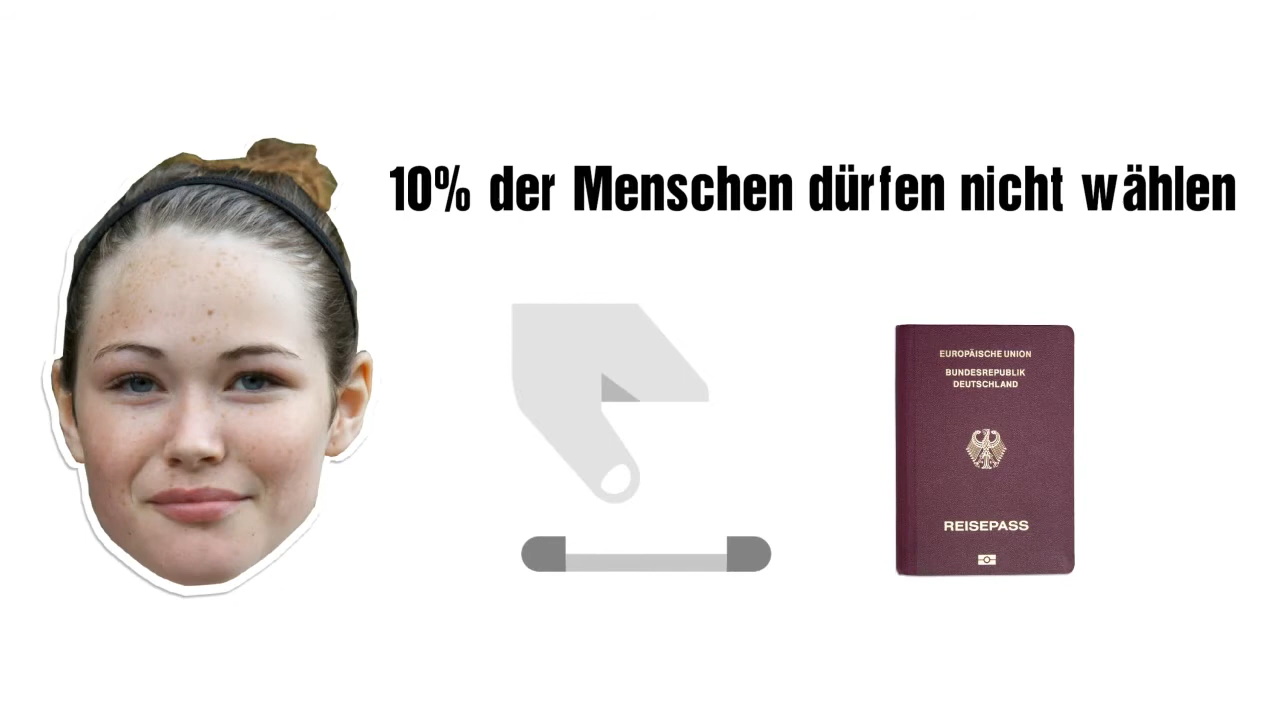 10% der Menschen dürfen nicht wählen
EUROPÄISCHE UNION
BUNDESREPUBLIK
DEUTSCHLAND
REISEPASS